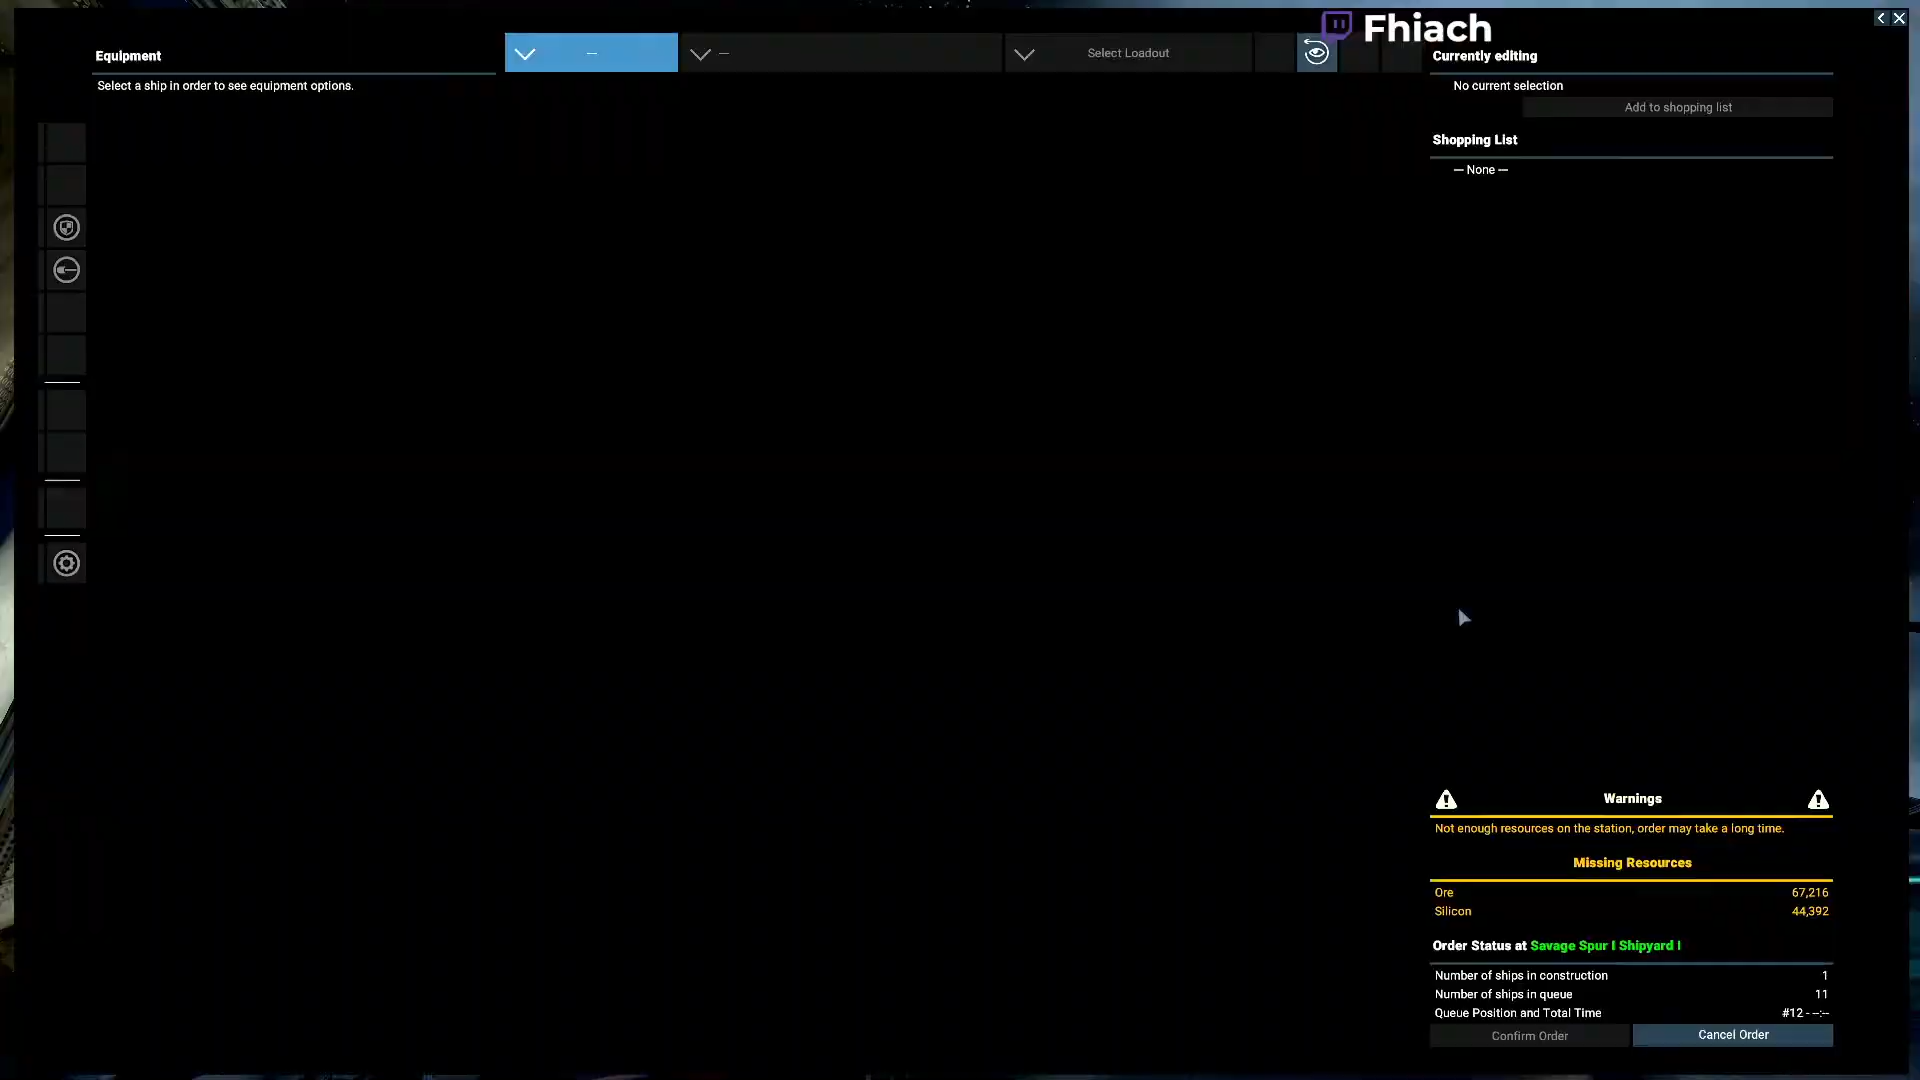 Fhiach
Equipment
Select a ship in order to see equipment options.
—
—
Select Loadout
Currently editing
No current selection
Add to shopping list
Shopping List
— None —
Warnings
Not enough resources on the station, order may take a long time.
Missing Resources
Ore 67,216
Silicon 44,392
Order Status at Savage Spur I Shipyard I
Number of ships in construction 1
Number of ships in queue 11
Queue Position and Total Time #12 - --:--
Confirm Order Cancel Order